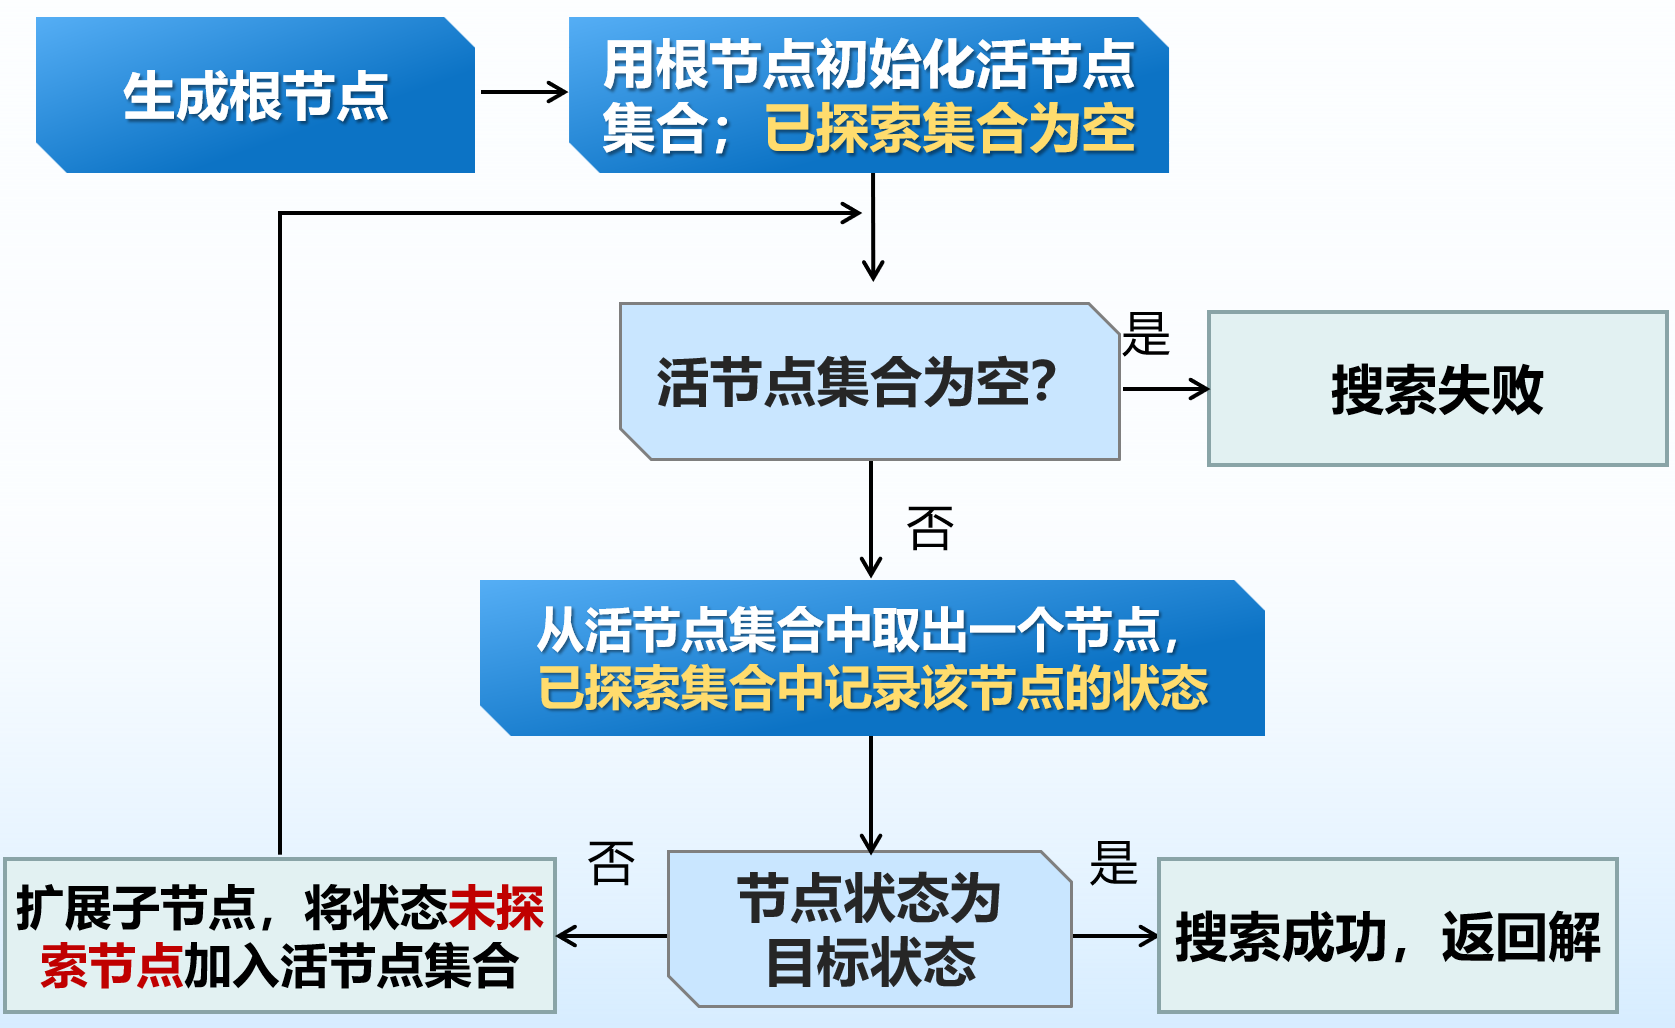 生成根节点
用根节点初始化活节点
集合；已探索集合为空
活节点集合为空？
是
搜索失败
否
从活节点集合中取出一个节点，
已探索集合中记录该节点的状态
否
是
扩展子节点，将状态未探
索节点加入活节点集合
节点状态为
目标状态
搜索成功，返回解